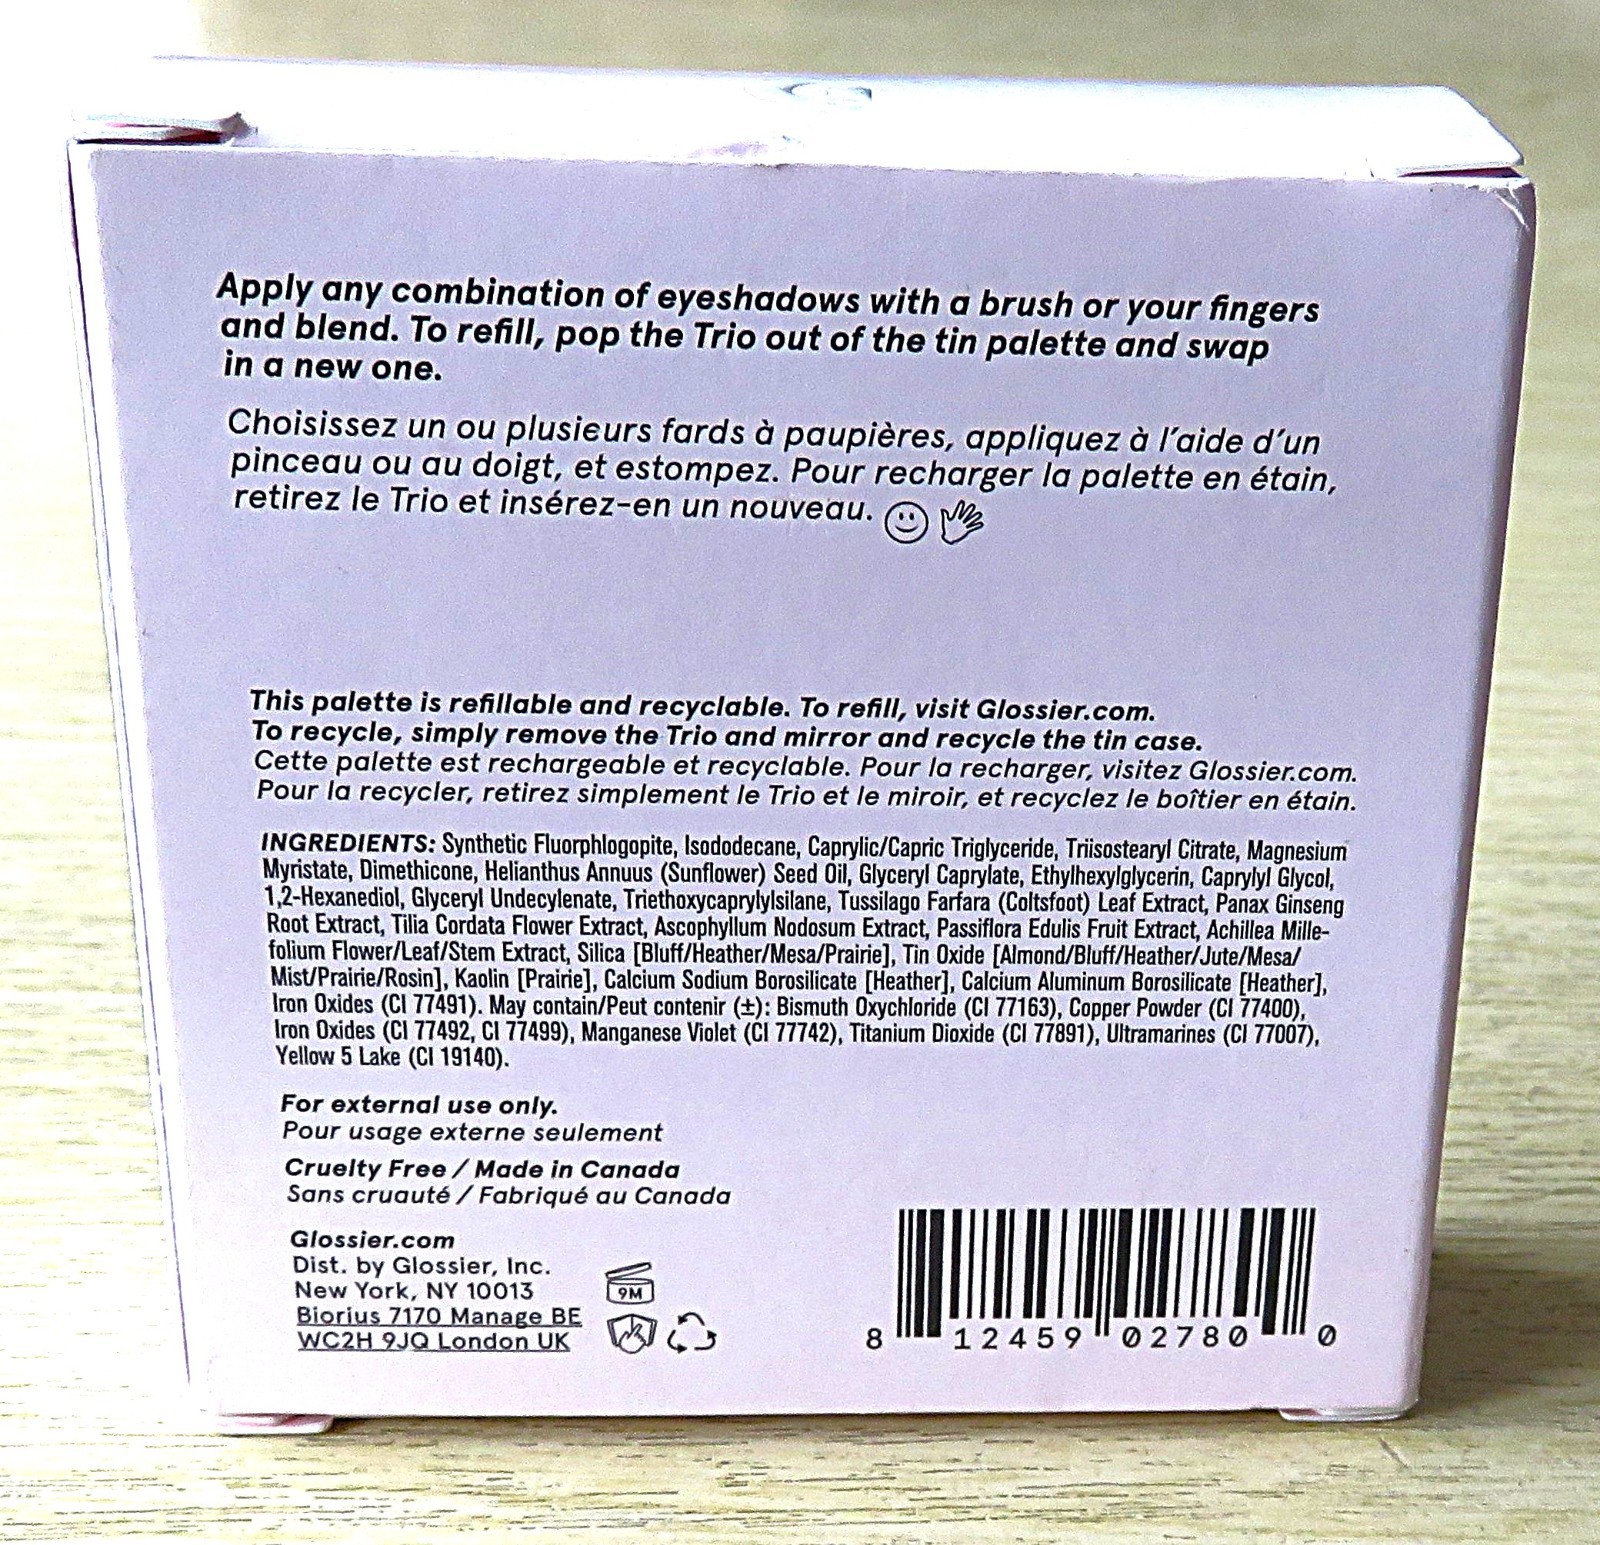 Apply any combination of eyeshadows with a brush or your fingers
and blend. To refill, pop the Trio out of the tin palette and swap
in a new one.
Choisissez un ou plusieurs fards à paupières, appliquez à l'aide d'un
pinceau ou au doigt, et estompez. Pour recharger la palette en étain,
retirez le Trio et insérez-en un nouveau.
This palette is refillable and recyclable. To refill, visit Glossier.com.
To recycle, simply remove the Trio and mirror and recycle the tin case.
Cette palette est rechargeable et recyclable. Pour la recharger, visitez Glossier.com.
Pour la recycler, retirez simplement le Trio et le miroir, et recyclez le boîtier en étain.
INGREDIENTS: Synthetic Fluorphlogopite, Isododecane, Caprylic/Capric Triglyceride, Triisostearyl Citrate, Magnesium
Myristate, Dimethicone, Helianthus Annuus (Sunflower) Seed Oil, Glyceryl Caprylate, Ethylhexylglycerin, Caprylyl Glycol,
1,2-Hexanediol, Glyceryl Undecylenate, Triethoxycaprylylsilane, Tussilago Farfara (Coltsfoot) Leaf Extract, Panax Ginseng
Root Extract, Tilia Cordata Flower Extract, Ascophyllum Nodosum Extract, Passiflora Edulis Fruit Extract, Achillea Mille-
folium Flower/Leaf/Stem Extract, Silica [Bluff/Heather/Mesa/Prairie], Tin Oxide [Almond/Bluff/Heather/Jute/Mesa/
Mist/Prairie/Rosin], Kaolin [Prairie], Calcium Sodium Borosilicate [Heather], Calcium Aluminum Borosilicate [Heather],
Iron Oxides (CI 77491). May contain/Peut contenir (±): Bismuth Oxychloride (CI 77163), Copper Powder (CI 77400),
Iron Oxides (CI 77492, CI 77499), Manganese Violet (CI 77742), Titanium Dioxide (CI 77891), Ultramarines (CI 77007),
Yellow 5 Lake (CI 19140).
For external use only.
Pour usage externe seulement
Cruelty Free / Made in Canada
Sans cruauté / Fabriqué au Canada
Glossier.com
Dist. by Glossier, Inc.
New York, NY 10013
Biorius 7170 Manage BE
WC2H 9JQ London UK
9M
8 12459 02780 0